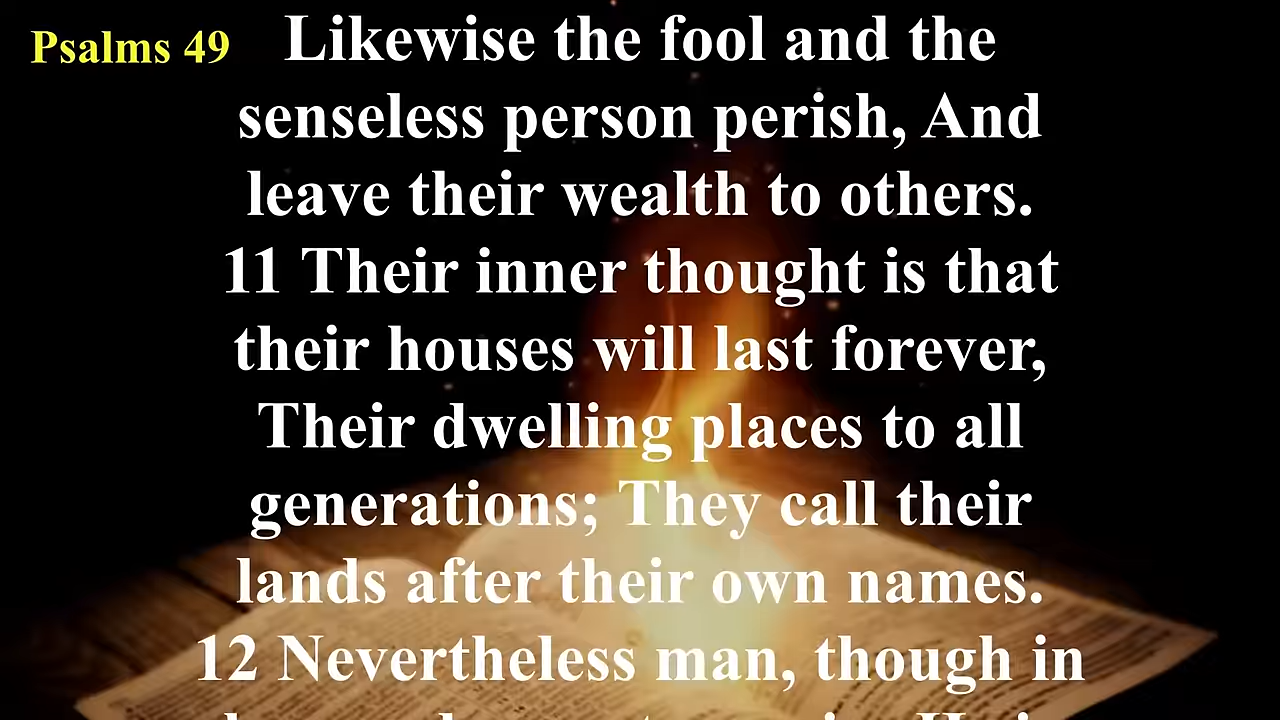 Psalms 49
Likewise the fool and the
senseless person perish, And
leave their wealth to others.
11 Their inner thought is that
their houses will last forever,
Their dwelling places to all
generations; They call their
lands after their own names.
12 Nevertheless man, though in